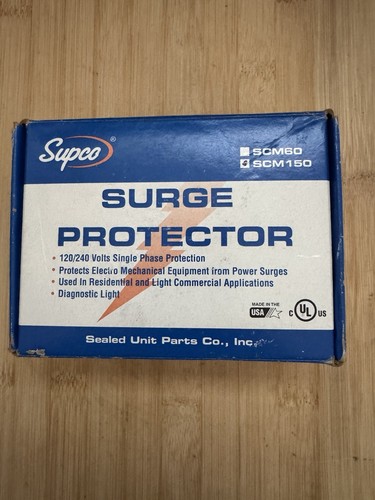 Supco®
SCM60
SCM150
SURGE
PROTECTOR
• 120/240 Volts Single Phase Protection
• Protects Electro Mechanical Equipment from Power Surges
• Used In Residential and Light Commercial Applications
• Diagnostic Light
MADE IN THE
USA
C UL US
Sealed Unit Parts Co., Inc.